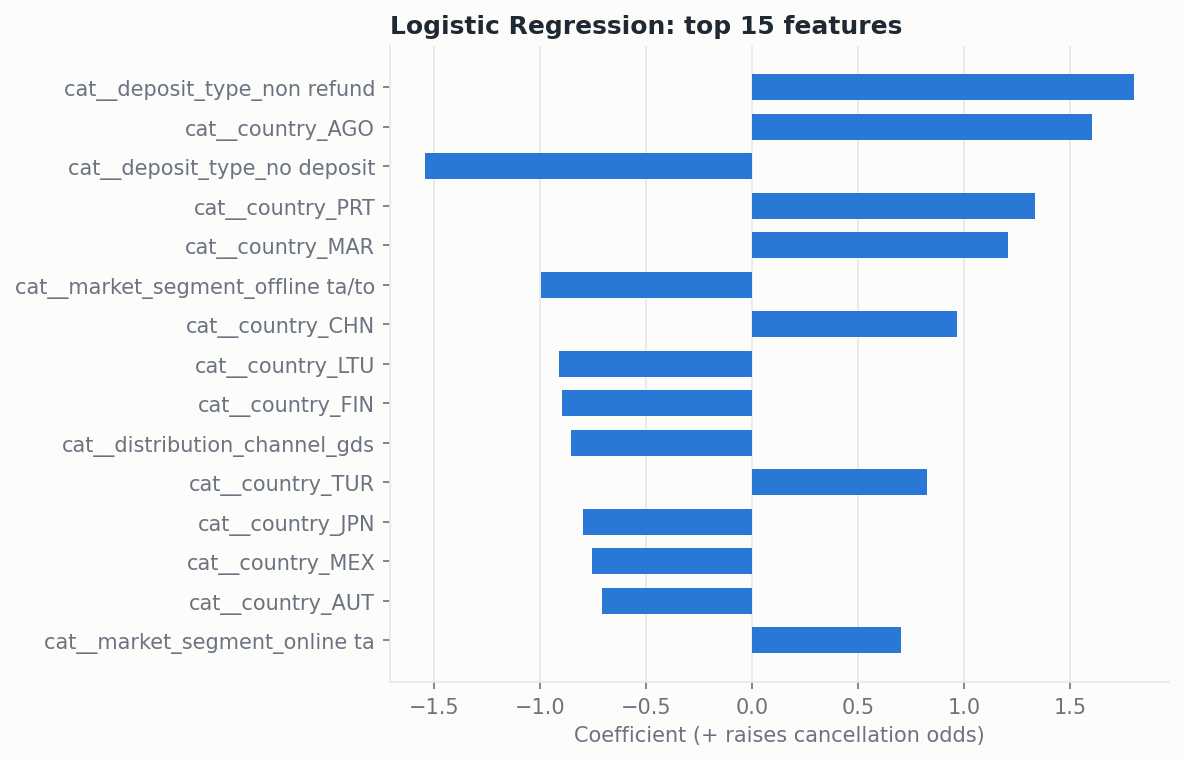 Logistic Regression: top 15 features
cat__deposit_type_non refund
cat__country_AGO
cat__deposit_type_no deposit
cat__country_PRT
cat__country_MAR
cat__market_segment_offline ta/to
cat__country_CHN
cat__country_LTU
cat__country_FIN
cat__distribution_channel_gds
cat__country_TUR
cat__country_JPN
cat__country_MEX
cat__country_AUT
cat__market_segment_online ta
−1.5 −1.0 −0.5 0.0 0.5 1.0 1.5
Coefficient (+ raises cancellation odds)